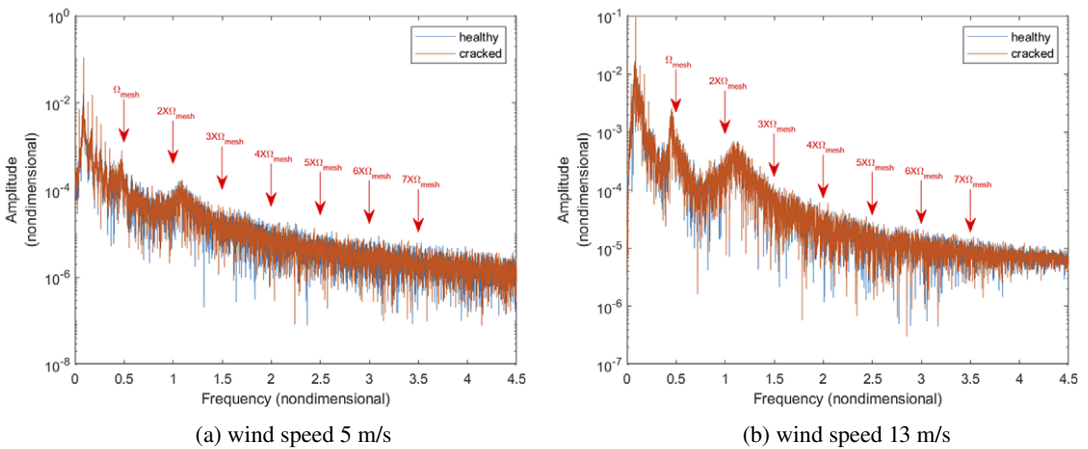 10^0
10^-2
10^-4
10^-6
10^-8
Amplitude
(nondimensional)
healthy
cracked
Ω_mesh
2XΩ_mesh
3XΩ_mesh
4XΩ_mesh
5XΩ_mesh
6XΩ_mesh
7XΩ_mesh
0 0.5 1 1.5 2 2.5 3 3.5 4 4.5
Frequency (nondimensional)
(a) wind speed 5 m/s
10^-1
10^-2
10^-3
10^-4
10^-5
10^-6
10^-7
Amplitude
(nondimensional)
healthy
cracked
Ω_mesh
2XΩ_mesh
3XΩ_mesh
4XΩ_mesh
5XΩ_mesh
6XΩ_mesh
7XΩ_mesh
0 0.5 1 1.5 2 2.5 3 3.5 4 4.5
Frequency (nondimensional)
(b) wind speed 13 m/s